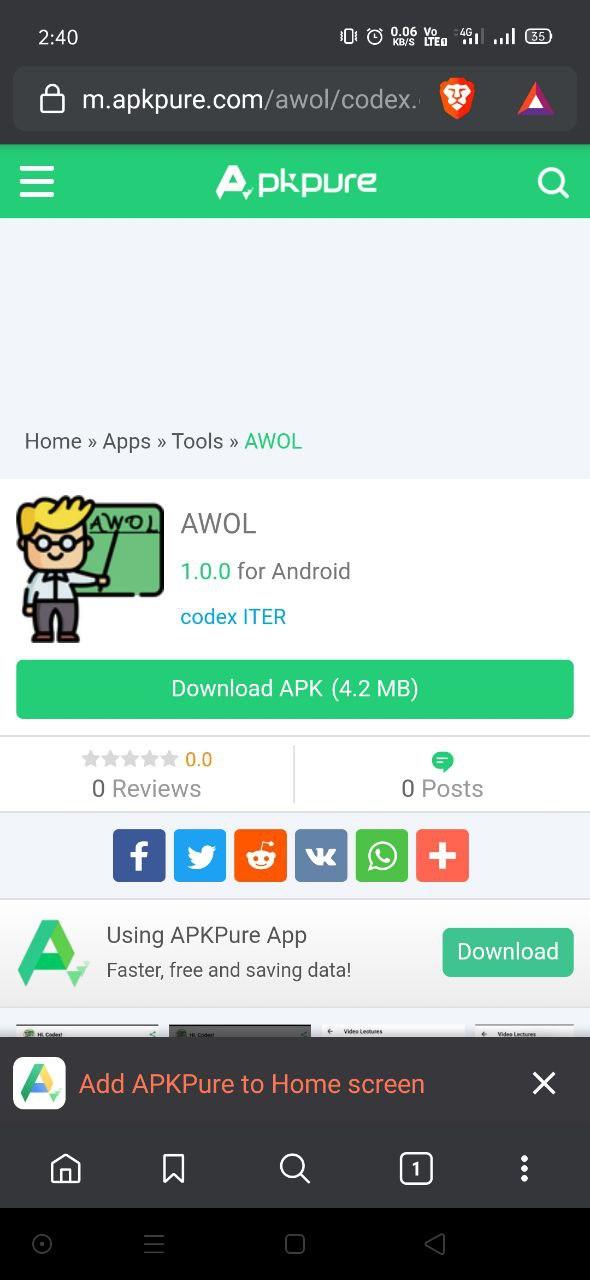 2:40
0.06
KB/S
Vo
LTE1
4G
35
m.apkpure.com/awol/codex.
Apkpure
Home » Apps » Tools » AWOL
AWOL
AWOL
1.0.0 for Android
codex ITER
Download APK (4.2 MB)
0.0
0 Reviews
0 Posts
Using APKPure App
Faster, free and saving data!
Download
Hi, Codex!
Hi, Codex!
Video Lectures
Video Lectures
Add APKPure to Home screen
1